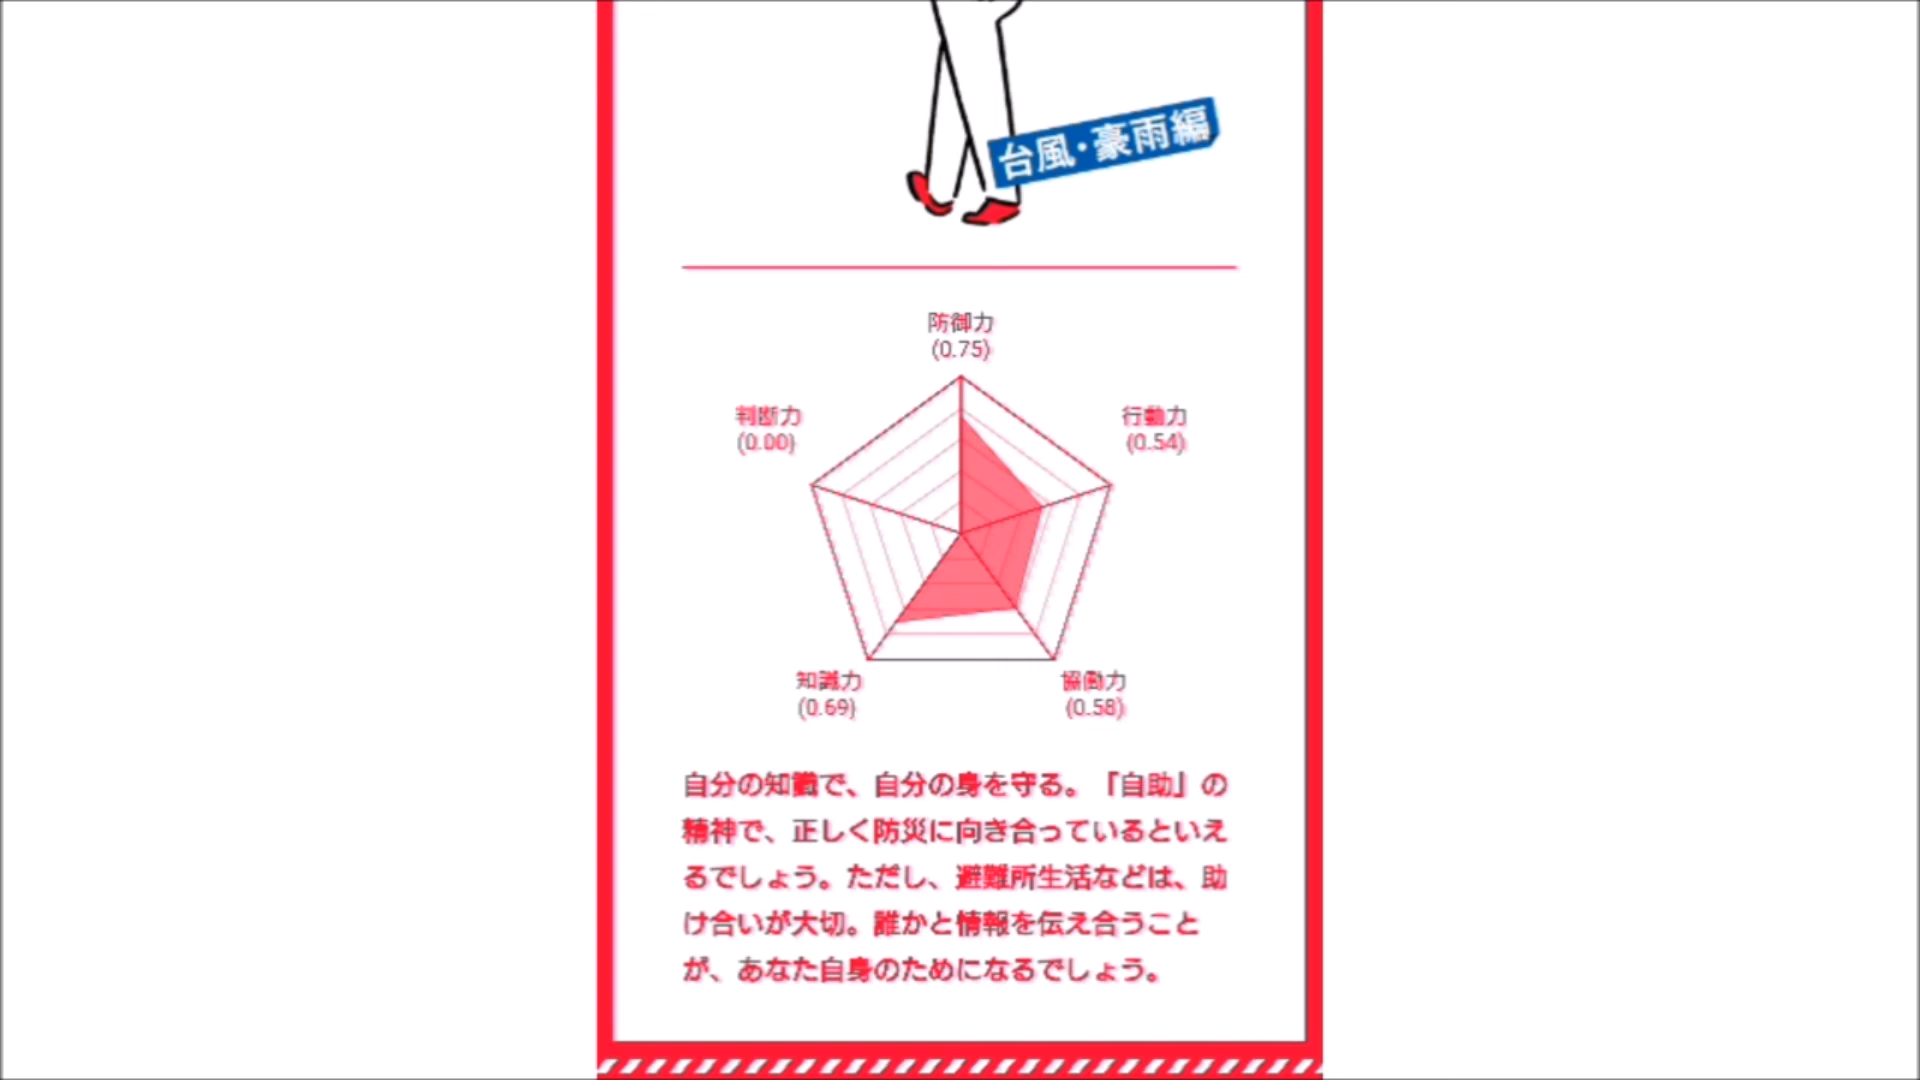 台風・豪雨編
防御力
(0.75)
判断力
(0.00)
行動力
(0.54)
知識力
(0.69)
協働力
(0.58)
自分の知識で、自分の身を守る。「自助」の
精神で、正しく防災に向き合っているといえ
るでしょう。ただし、避難所生活などは、助
け合いが大切。誰かと情報を伝え合うこと
が、あなた自身のためになるでしょう。